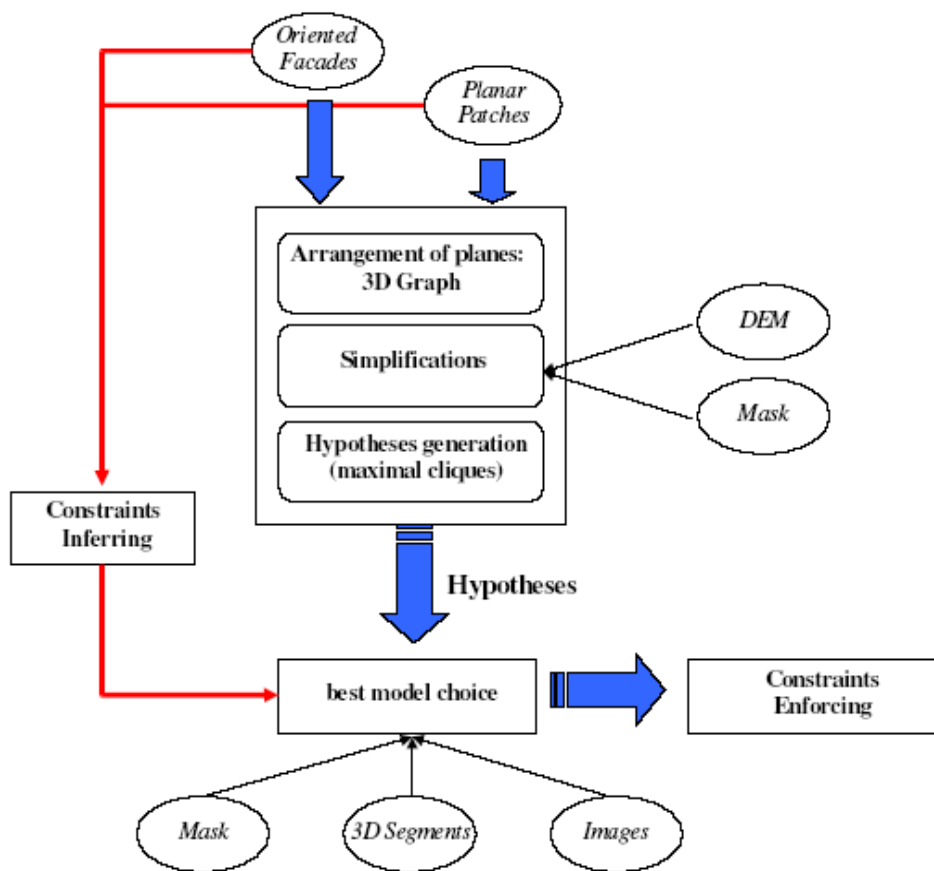 Oriented
Facades
Planar
Patches
Arrangement of planes:
3D Graph
DEM
Simplifications
Mask
Hypotheses generation
(maximal cliques)
Constraints
Inferring
Hypotheses
best model choice
Constraints
Enforcing
Mask
3D Segments
Images